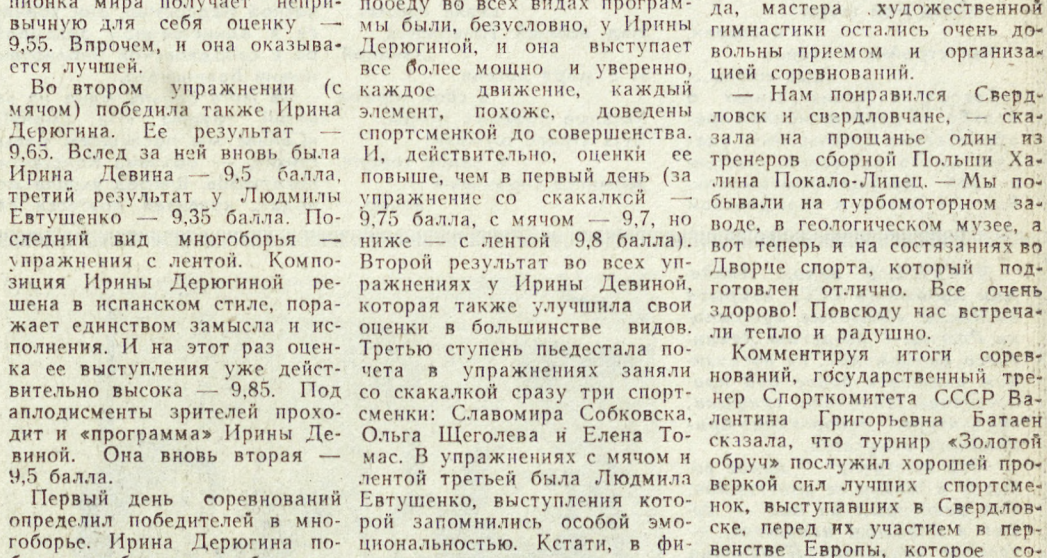 пионка мира получает непри-
вычную для себя оценку —
9,55. Впрочем, и она оказыва-
ется лучшей.
Во втором упражнении (с
мячом) победила также Ирина
Дерюгина. Ее результат —
9,65. Вслед за ней вновь была
Ирина Девина — 9,5 балла,
третий результат у Людмилы
Евтушенко — 9,35 балла. По-
следний вид многоборья —
упражнения с лентой. Компо-
зиция Ирины Дерюгиной ре-
шена в испанском стиле, пора-
жает единством замысла и ис-
полнения. И на этот раз оцен-
ка ее выступления уже дейст-
вительно высока — 9,85. Под
аплодисменты зрителей прохо-
дит и «программа» Ирины Де-
виной. Она вновь вторая —
9,5 балла.
Первый день соревнований
определил победителей в мно-
гоборье. Ирина Дерюгина по-
победу во всех видах програм-
мы были, безусловно, у Ирины
Дерюгиной, и она выступает
все более мощно и уверенно,
каждое движение, каждый
элемент, похоже, доведены
спортсменкой до совершенства.
И, действительно, оценки ее
повыше, чем в первый день (за
упражнение со скакалкой —
9,75 балла, с мячом — 9,7, но
ниже — с лентой 9,8 балла).
Второй результат во всех уп-
ражнениях у Ирины Девиной,
которая также улучшила свои
оценки в большинстве видов.
Третью ступень пьедестала по-
чета в упражнениях заняли
со скакалкой сразу три спорт-
сменки: Славомира Собковска,
Ольга Щеголева и Елена То-
мас. В упражнениях с мячом и
лентой третьей была Людмила
Евтушенко, выступления кото-
рой запомнились особой эмо-
циональностью. Кстати, в фи-
да, мастера художественной
гимнастики остались очень до-
вольны приемом и организа-
цией соревнований.
— Нам понравился Сверд-
ловск и свердловчане, — ска-
зала на прощанье один из
тренеров сборной Польши Ха-
лина Покало-Липец. — Мы по-
бывали на турбомоторном за-
воде, в геологическом музее, а
вот теперь и на состязаниях во
Дворце спорта, который под-
готовлен отлично. Все очень
здорово! Повсюду нас встреча-
ли тепло и радушно.
Комментируя итоги сорев-
нований, государственный тре-
нер Спорткомитета СССР Ва-
лентина Григорьевна Батаен
сказала, что турнир «Золотой
обруч» послужил хорошей про-
веркой сил лучших спортсме-
нок, выступавших в Свердлов-
ске, перед их участием в пер-
венстве Европы, которое со-